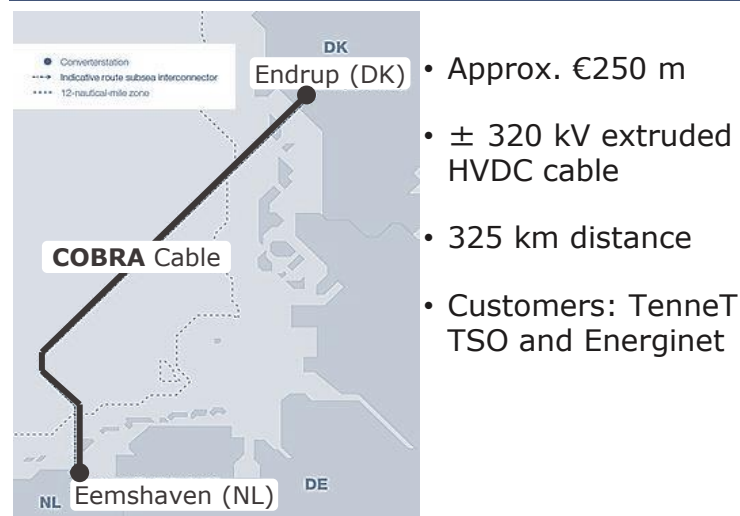 Converterstation
Indicative route subsea interconnector
12-nautical-mile zone
DK
Endrup (DK)
COBRA Cable
Eemshaven (NL)
NL
DE
• Approx. €250 m
• ± 320 kV extruded
HVDC cable
• 325 km distance
• Customers: TenneT
TSO and Energinet